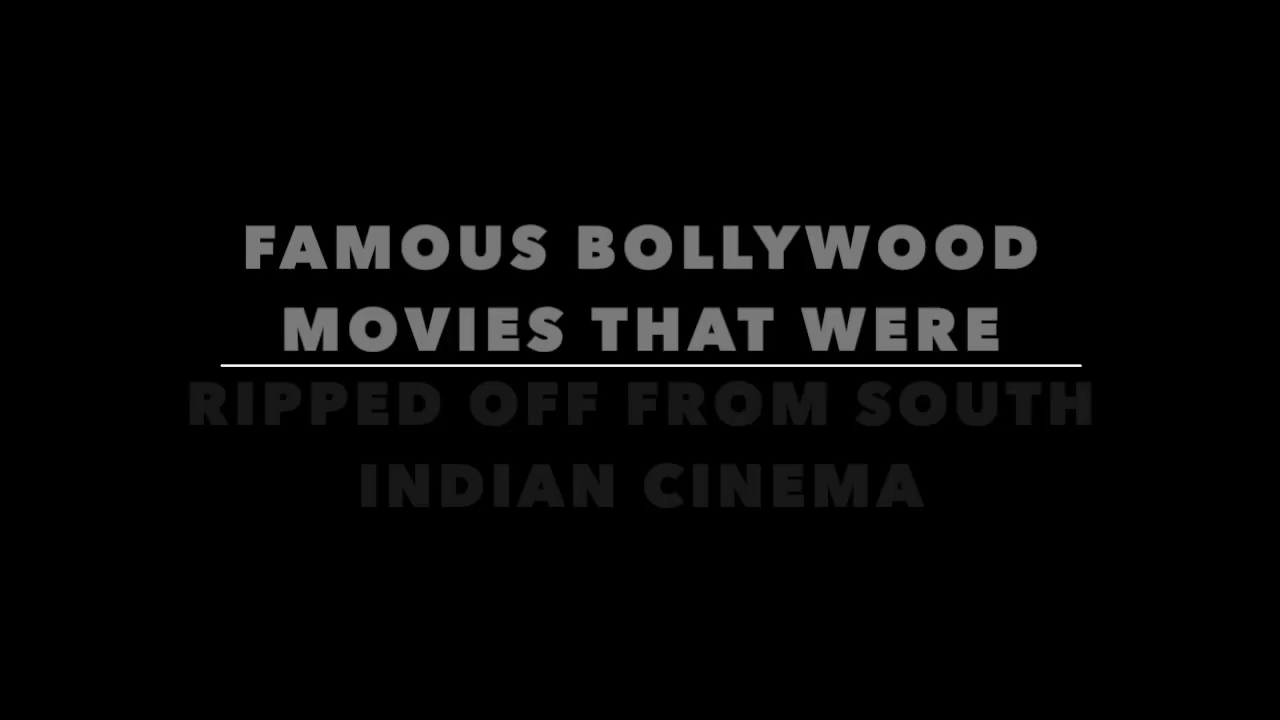 FAMOUS BOLLYWOOD
MOVIES THAT WERE
RIPPED OFF FROM SOUTH
INDIAN CINEMA